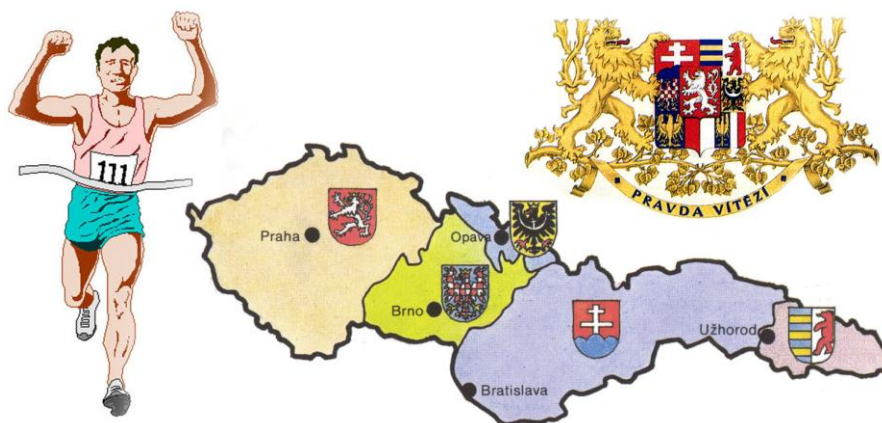 111
PRAVDA VÍTĚZÍ
Praha
Opava
Brno
Užhorod
Bratislava